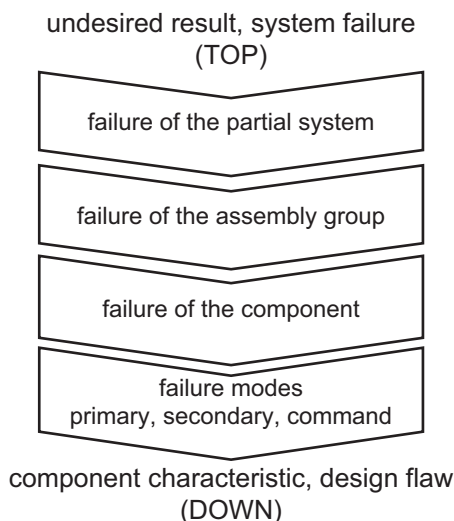 undesired result, system failure
(TOP)
failure of the partial system
failure of the assembly group
failure of the component
failure modes
primary, secondary, command
component characteristic, design flaw
(DOWN)